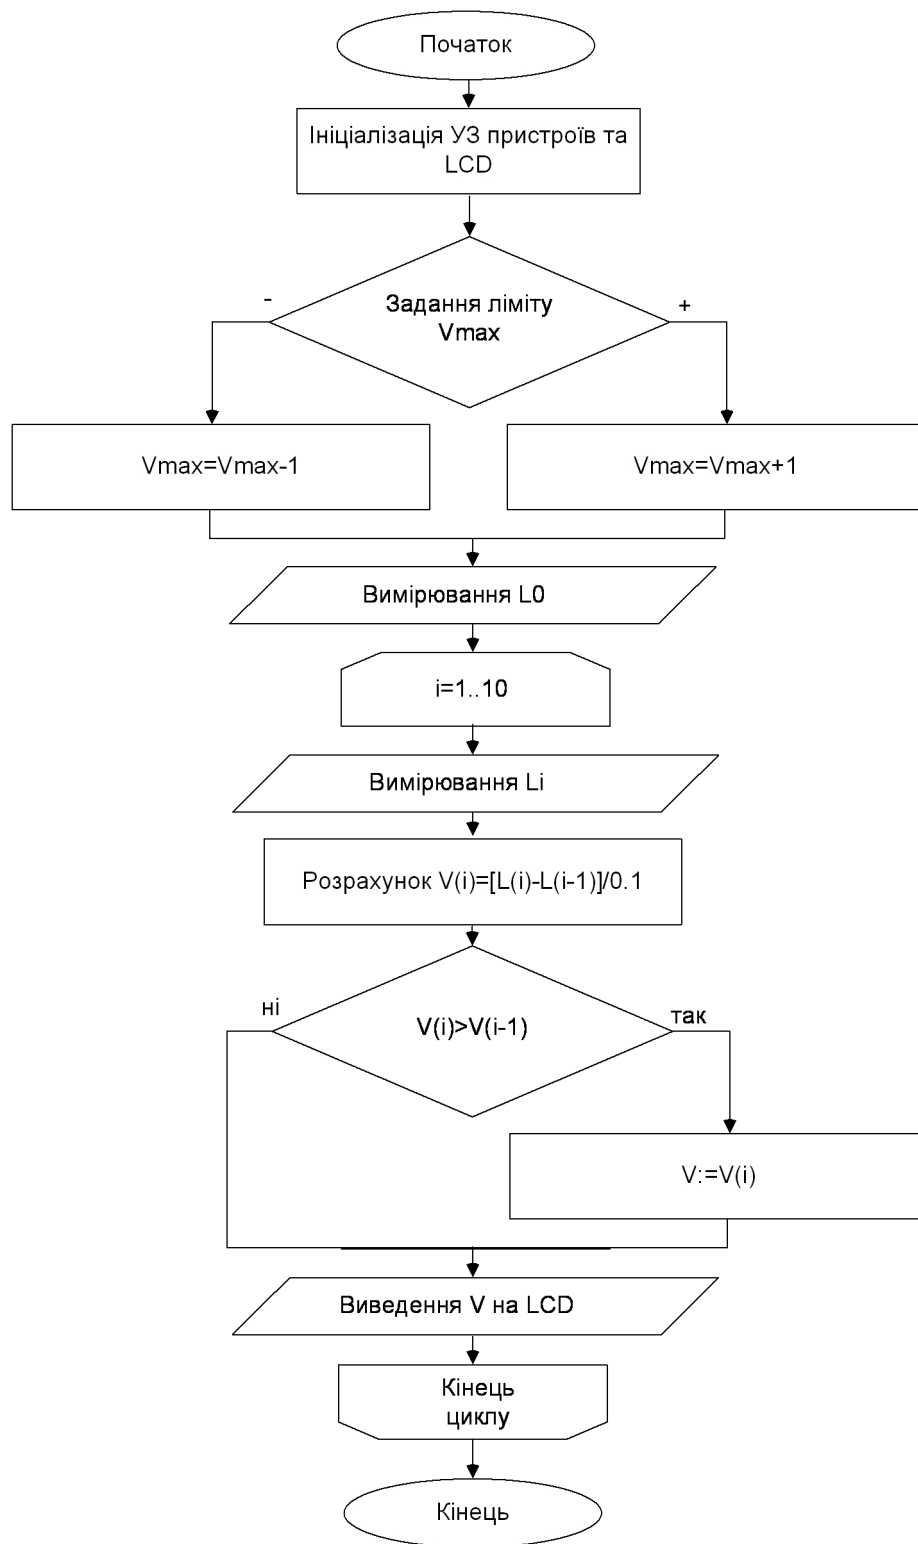 Початок
Ініціалізація УЗ пристроїв та
LCD
Задання ліміту
Vmax
-
+
Vmax=Vmax-1
Vmax=Vmax+1
Вимірювання L0
i=1..10
Вимірювання Li
Розрахунок V(i)=[L(i)-L(i-1)]/0.1
ні
V(i)>V(i-1)
так
V:=V(i)
Виведення V на LCD
Кінець
циклу
Кінець